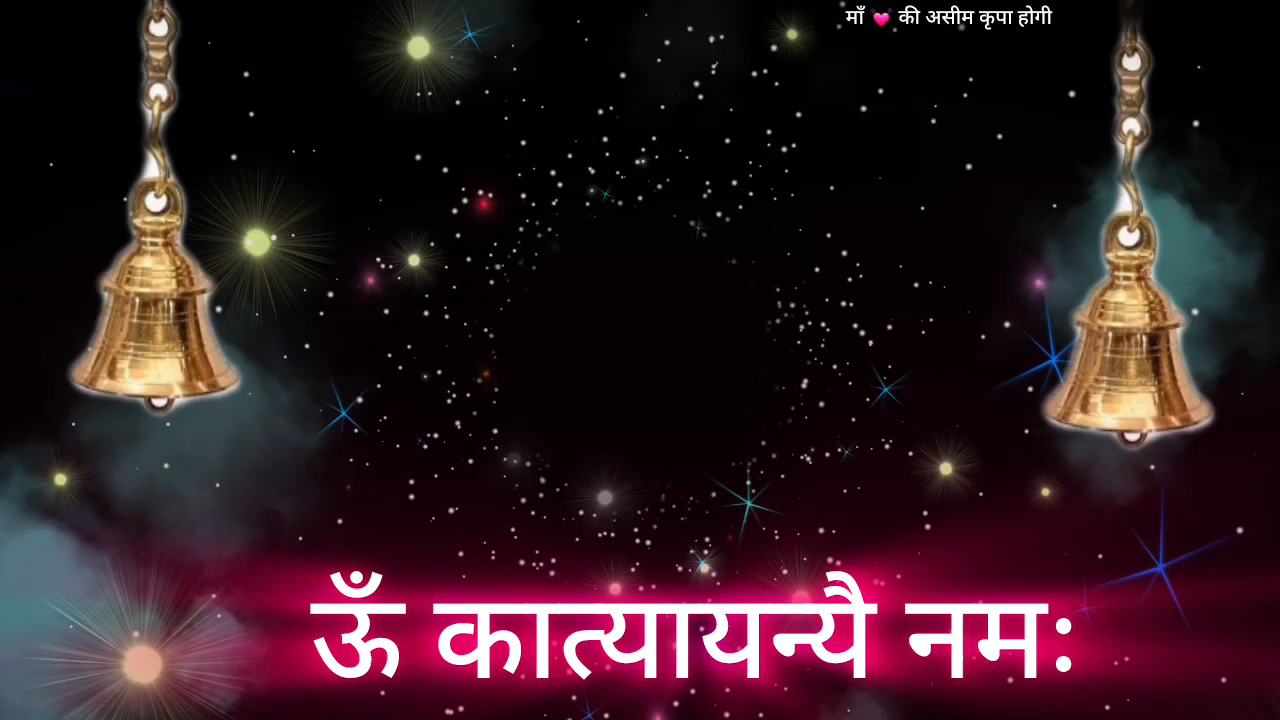 माँ 💓 की असीम कृपा होगी
ऊँ कात्यायन्यै नम: